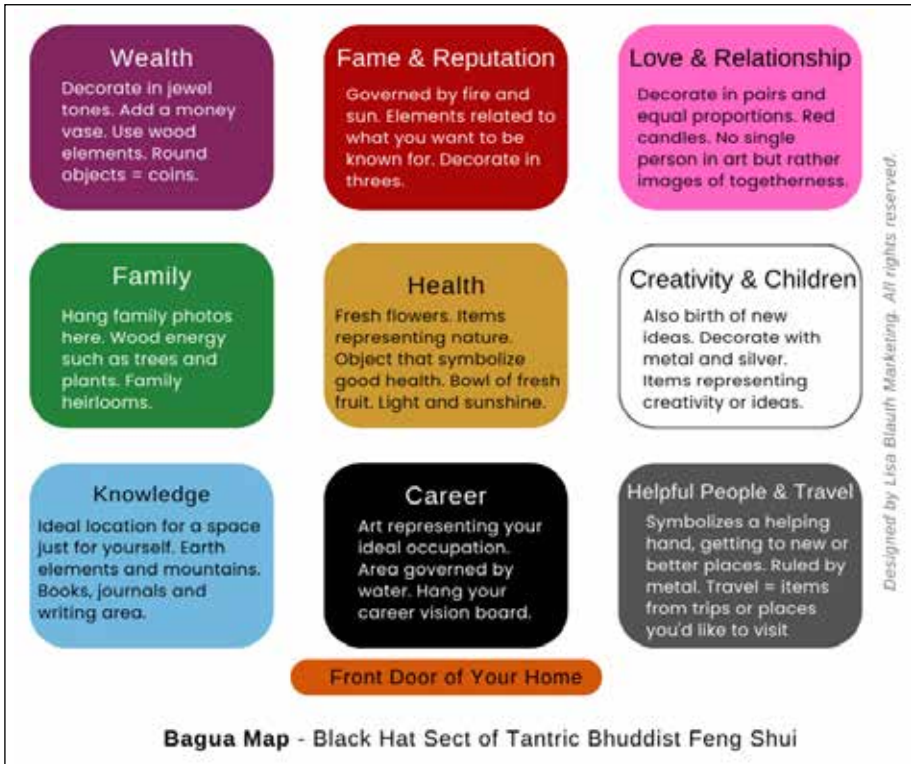 Wealth
Decorate in jewel
tones. Add a money
vase. Use wood
elements. Round
objects = coins.
Fame & Reputation
Governed by fire and
sun. Elements related to
what you want to be
known for. Decorate in
threes.
Love & Relationship
Decorate in pairs and
equal proportions. Red
candles. No single
person in art but rather
images of togetherness.
Family
Hang family photos
here. Wood energy
such as trees and
plants. Family
heirlooms.
Health
Fresh flowers. Items
representing nature.
Object that symbolize
good health. Bowl of fresh
fruit. Light and sunshine.
Creativity & Children
Also birth of new
ideas. Decorate with
metal and silver.
Items representing
creativity or ideas.
Knowledge
Ideal location for a space
just for yourself. Earth
elements and mountains.
Books, journals and
writing area.
Career
Art representing your
ideal occupation.
Area governed by
water. Hang your
career vision board.
Helpful People & Travel
Symbolizes a helping
hand, getting to new or
better places. Ruled by
metal. Travel = items
from trips or places
you'd like to visit
Designed by Lisa Blauth Marketing. All rights reserved.
Front Door of Your Home
Bagua Map - Black Hat Sect of Tantric Bhuddist Feng Shui